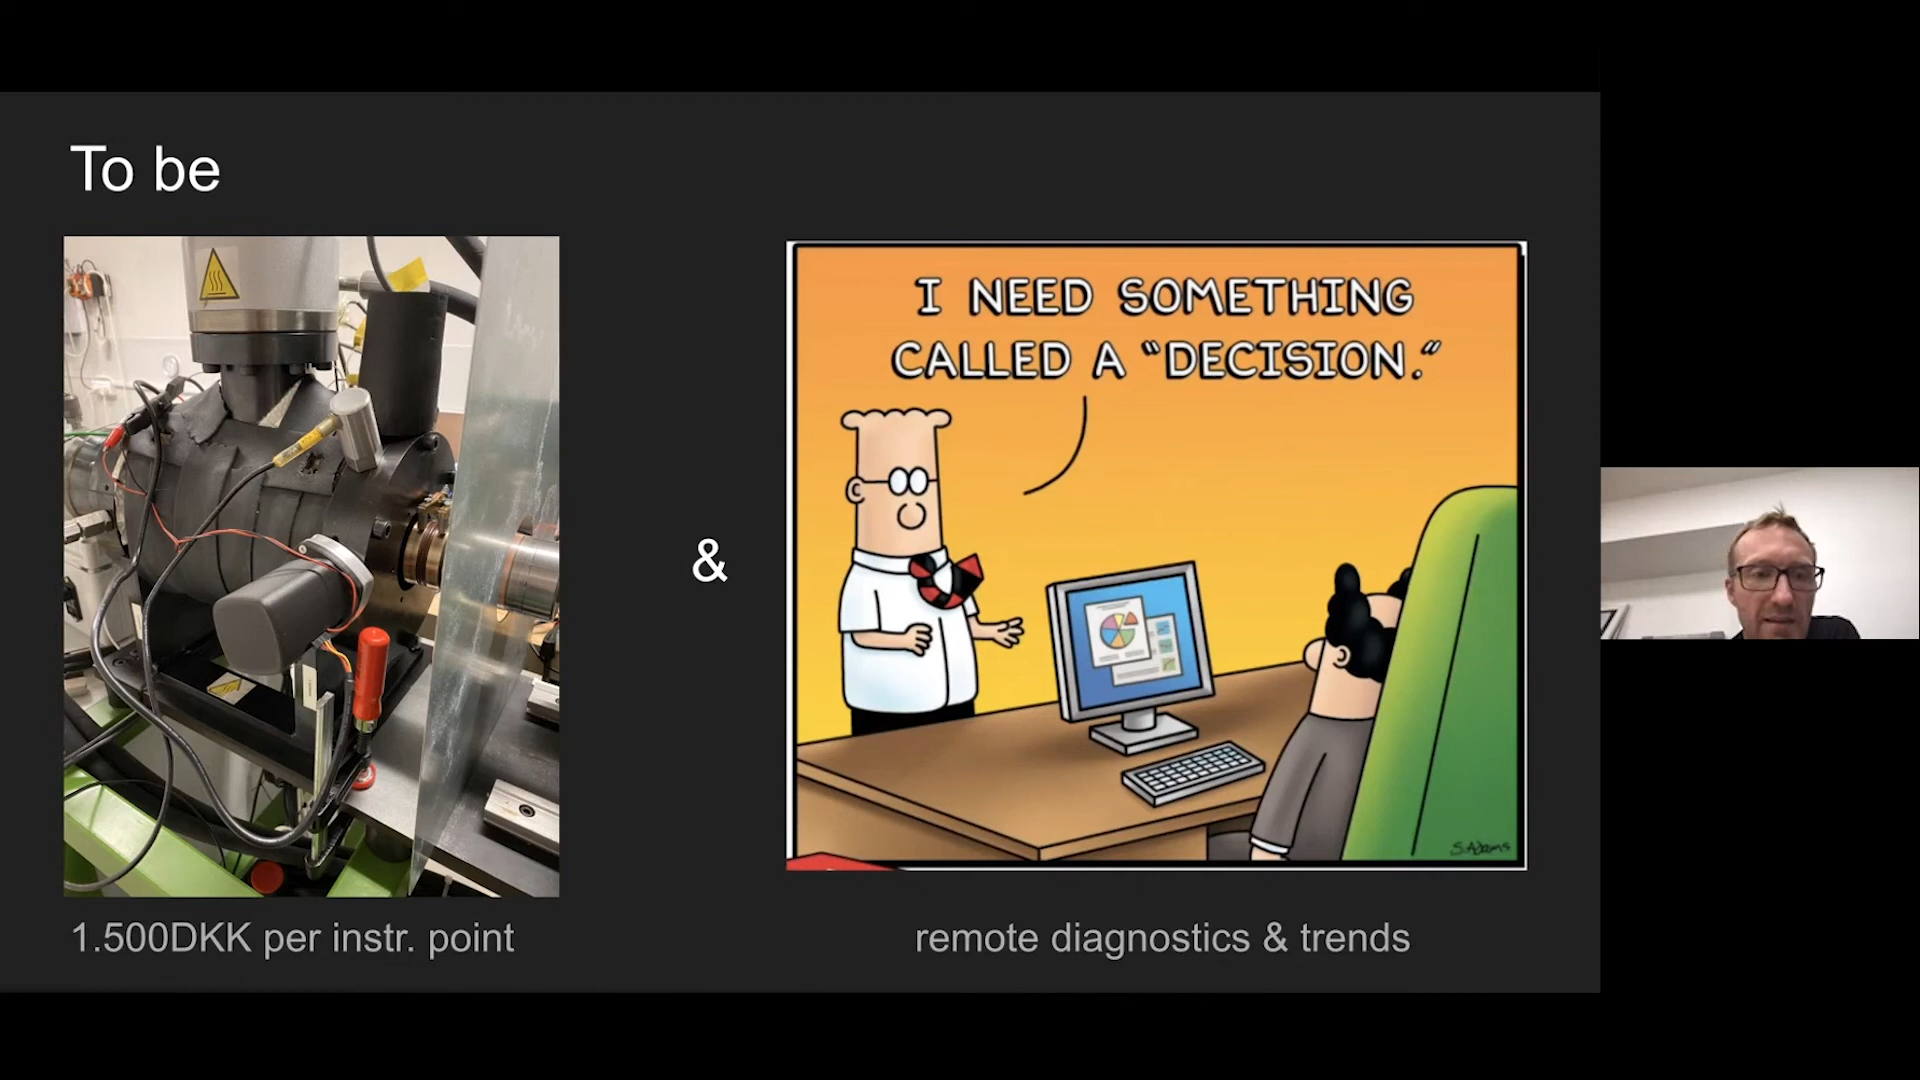 To be
I NEED SOMETHING
CALLED A “DECISION.“
&
S.Adams
1.500DKK per instr. point
remote diagnostics & trends